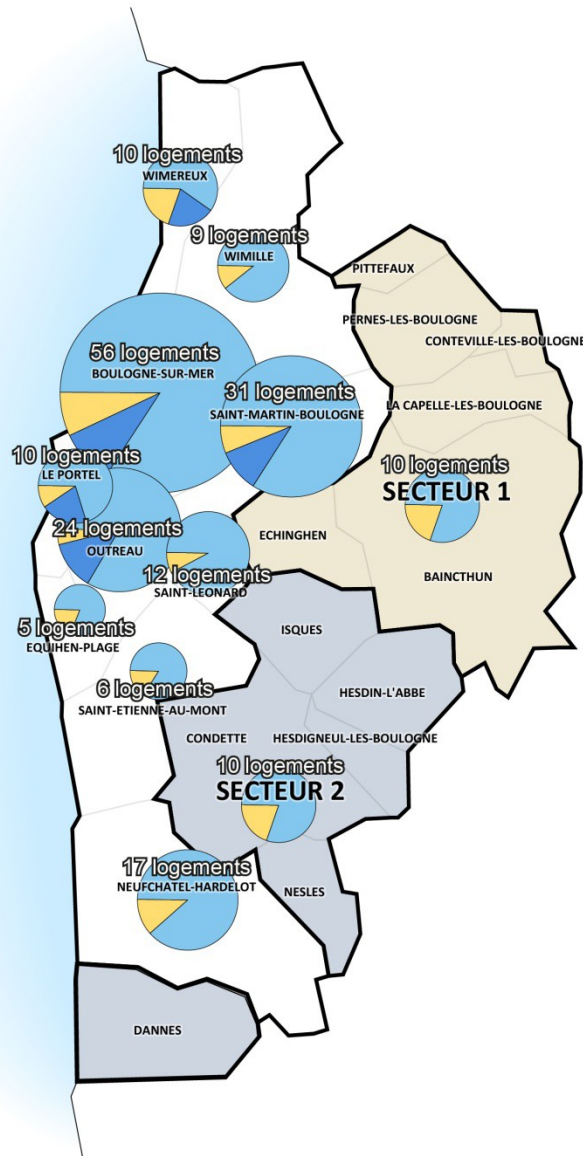 10 logements
WIMEREUX
9 logements
WIMILLE
PITTEFAUX
PERNES-LES-BOULOGNE
CONTEVILLE-LES-BOULOGNE
56 logements
BOULOGNE-SUR-MER
31 logements
SAINT-MARTIN-BOULOGNE
LA CAPELLE-LES-BOULOGNE
10 logements
LE PORTEL
10 logements
SECTEUR 1
24 logements
OUTREAU
ECHINGHEN
12 logements
SAINT-LEONARD
BAINCTHUN
5 logements
EQUIHEN-PLAGE
ISQUES
6 logements
SAINT-ETIENNE-AU-MONT
HESDIN-L'ABBE
CONDETTE
HESDIGNEUL-LES-BOULOGNE
10 logements
SECTEUR 2
17 logements
NEUFCHATEL-HARDELOT
NESLES
DANNES